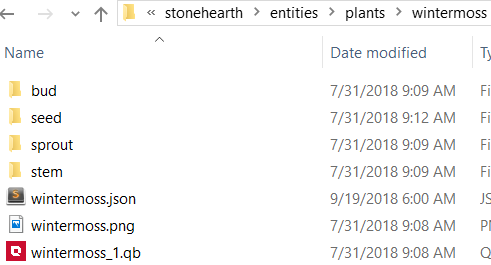 « stonehearth › entities › plants › wintermoss
Name Date modified Ty
bud 7/31/2018 9:09 AM Fi
seed 7/31/2018 9:12 AM Fi
sprout 7/31/2018 9:09 AM Fi
stem 7/31/2018 9:09 AM Fi
wintermoss.json 9/19/2018 6:00 AM JS
wintermoss.png 7/31/2018 9:08 AM PN
wintermoss_1.qb 7/31/2018 9:08 AM Q